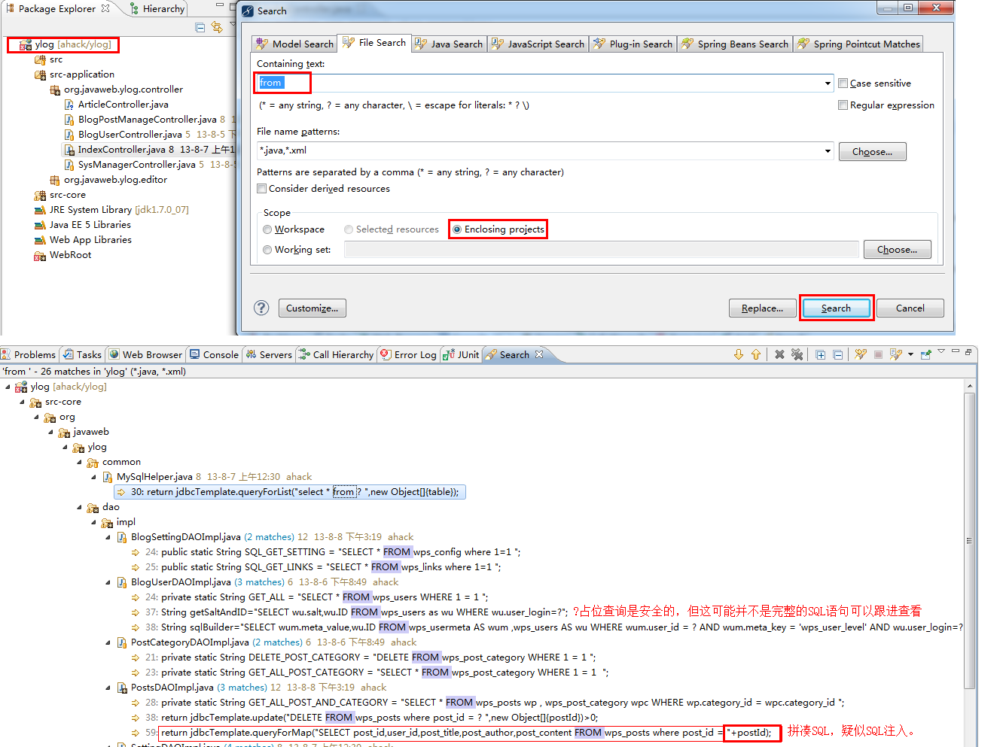 Package Explorer
Hierarchy
ylog [ahack/ylog]
src
src-application
org.javaweb.ylog.controller
ArticleController.java
BlogPostManageController.java 8 1
BlogUserController.java 5 13-8-5 下
IndexController.java 8 13-8-7 上午1
SysManagerController.java 5 13-8-5
org.javaweb.ylog.editor
src-core
JRE System Library [jdk1.7.0_07]
Java EE 5 Libraries
Web App Libraries
WebRoot
Search
Model Search
File Search
Java Search
JavaScript Search
Plug-in Search
Spring Beans Search
Spring Pointcut Matches
Containing text:
from
Case sensitive
(* = any string, ? = any character, \ = escape for literals: * ? \)
Regular expression
File name patterns:
*.java,*.xml
Choose...
Patterns are separated by a comma (* = any string, ? = any character)
Consider derived resources
Scope
Workspace
Selected resources
Enclosing projects
Working set:
Choose...
?
Customize...
Replace...
Search
Cancel
Problems
Tasks
Web Browser
Console
Servers
Call Hierarchy
Error Log
JUnit
Search
'from ' - 26 matches in 'ylog' (*.java, *.xml)
ylog [ahack/ylog]
src-core
org
javaweb
ylog
common
MySqlHelper.java 8 13-8-7 上午12:30 ahack
30: return jdbcTemplate.queryForList("select * from ? ",new Object[]{table});
dao
impl
BlogSettingDAOImpl.java (2 matches) 12 13-8-8 下午3:19 ahack
24: public static String SQL_GET_SETTING = "SELECT * FROM wps_config where 1=1 ";
25: public static String SQL_GET_LINKS = "SELECT * FROM wps_links where 1=1 ";
BlogUserDAOImpl.java (3 matches) 6 13-8-6 下午8:49 ahack
24: private static String GET_ALL = "SELECT * FROM wps_users WHERE 1 = 1 ";
37: String getSaltAndID="SELECT wu.salt,wu.ID FROM wps_users as wu WHERE wu.user_login=?"; ?占位查询是安全的，但这可能并不是完整的SQL语句可以跟进查看
38: String sqlBuilder="SELECT wum.meta_value,wu.ID FROM wps_usermeta AS wum ,wps_users AS wu WHERE wum.user_id = ? AND wum.meta_key = 'wps_user_level' AND wu.user_login=?
PostCategoryDAOImpl.java (2 matches) 6 13-8-6 下午8:49 ahack
21: private static String DELETE_POST_CATEGORY = "DELETE FROM wps_post_category WHERE 1 = 1 ";
23: private static String GET_ALL_POST_CATEGORY = "SELECT * FROM wps_post_category WHERE 1 = 1 ";
PostsDAOImpl.java (3 matches) 12 13-8-8 下午3:19 ahack
28: private static String GET_ALL_POST_AND_CATEGORY = "SELECT * FROM wps_posts wp , wps_post_category wpc WHERE wp.category_id = wpc.category_id ";
38: return jdbcTemplate.update("DELETE FROM wps_posts where post_id = ? ",new Object[]{postId})>0;
59: return jdbcTemplate.queryForMap("SELECT post_id,user_id,post_title,post_author,post_content FROM wps_posts where post_id = "+postId); 拼凑SQL，疑似SQL注入。